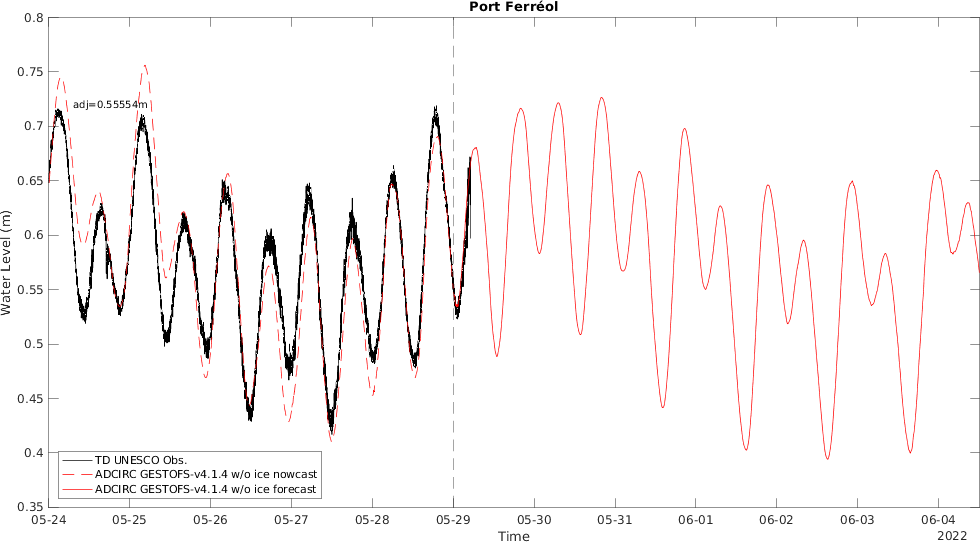 Port Ferréol
0.8
0.75
0.7
0.65
0.6
0.55
0.5
0.45
0.4
0.35
Water Level (m)
adj=0.55554m
TD UNESCO Obs.
ADCIRC GESTOFS-v4.1.4 w/o ice nowcast
ADCIRC GESTOFS-v4.1.4 w/o ice forecast
05-24 05-25 05-26 05-27 05-28 05-29 05-30 05-31 06-01 06-02 06-03 06-04
Time
2022